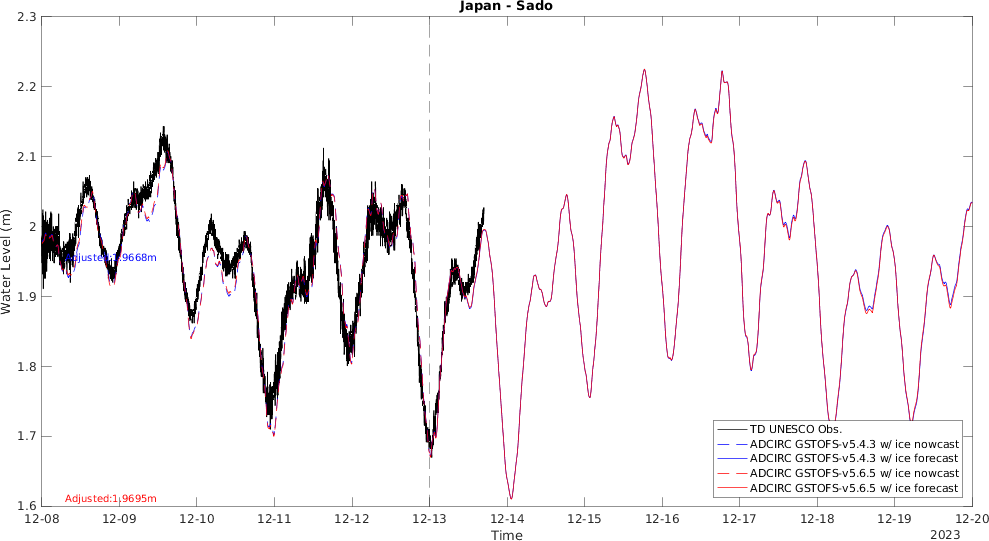 Japan - Sado
2.3
2.2
2.1
2
1.9
1.8
1.7
1.6
Water Level (m)
Adjusted:1.9668m
Adjusted:1.9695m
TD UNESCO Obs.
ADCIRC GSTOFS-v5.4.3 w/ ice nowcast
ADCIRC GSTOFS-v5.4.3 w/ ice forecast
ADCIRC GSTOFS-v5.6.5 w/ ice nowcast
ADCIRC GSTOFS-v5.6.5 w/ ice forecast
12-08 12-09 12-10 12-11 12-12 12-13 12-14 12-15 12-16 12-17 12-18 12-19 12-20
Time
2023